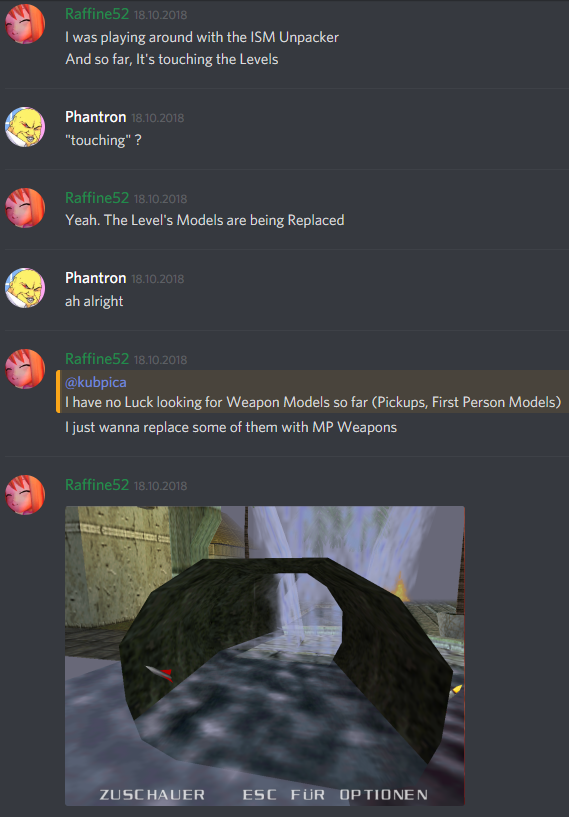 Raffine52 18.10.2018
I was playing around with the ISM Unpacker
And so far, It's touching the Levels
Phantron 18.10.2018
"touching" ?
Raffine52 18.10.2018
Yeah. The Level's Models are being Replaced
Phantron 18.10.2018
ah alright
Raffine52 18.10.2018
@kubpica
I have no Luck looking for Weapon Models so far (Pickups, First Person Models)
I just wanna replace some of them with MP Weapons
Raffine52 18.10.2018
ZUSCHAUER ESC FÜR OPTIONEN